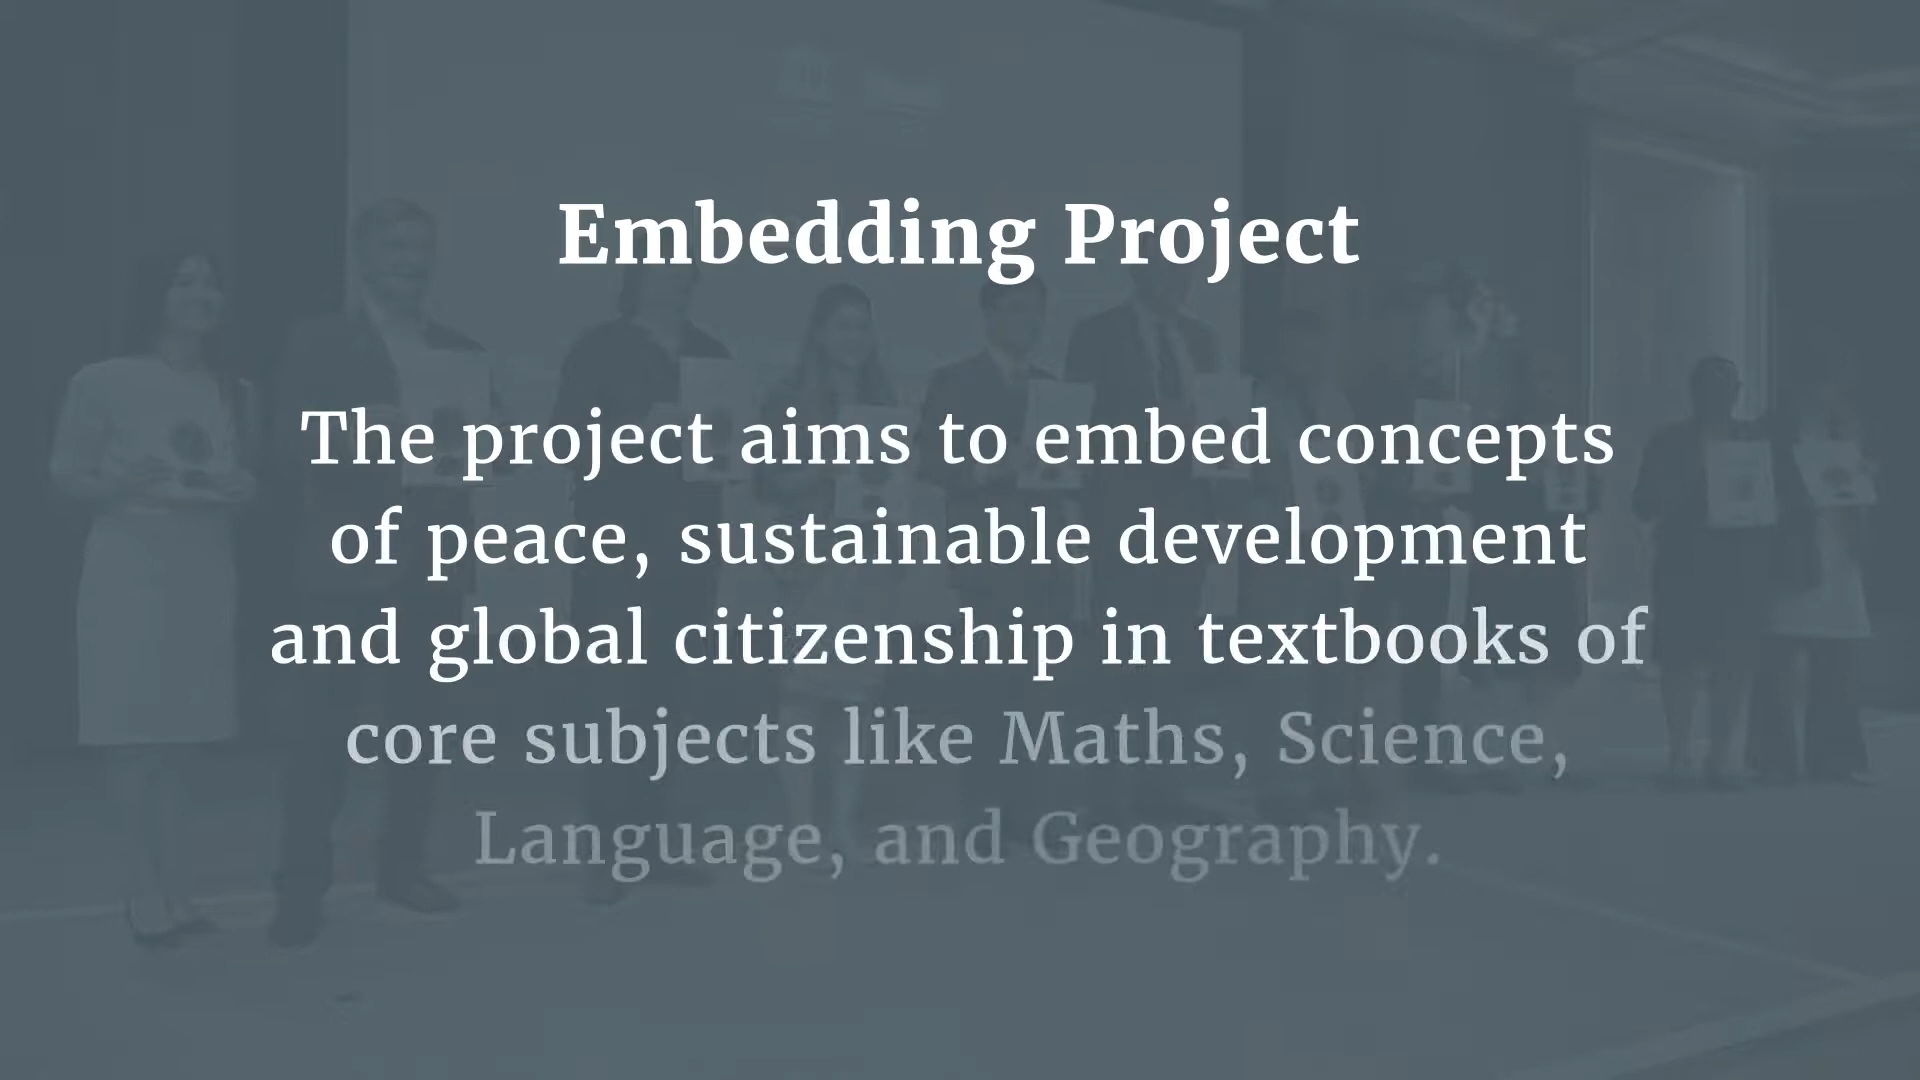 Embedding Project
The project aims to embed concepts
of peace, sustainable development
and global citizenship in textbooks of
core subjects like Maths, Science,
Language, and Geography.